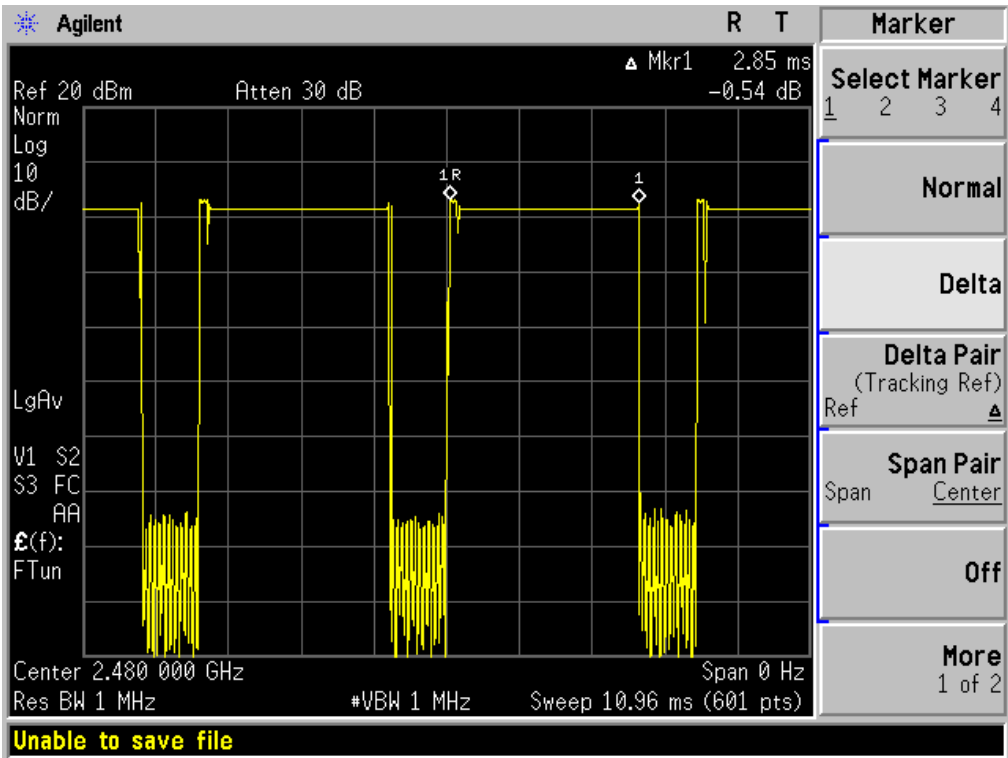 Agilent R T
Marker
Δ Mkr1 2.85 ms
Ref 20 dBm Atten 30 dB -0.54 dB
Norm
Log
10
dB/
1R
1
LgAv
V1 S2
S3 FC
AA
£(f):
FTun
Center 2.480 000 GHz Span 0 Hz
Res BW 1 MHz #VBW 1 MHz Sweep 10.96 ms (601 pts)
Unable to save file
Select Marker
1 2 3 4
Normal
Delta
Delta Pair
(Tracking Ref)
Ref Δ
Span Pair
Span Center
Off
More
1 of 2